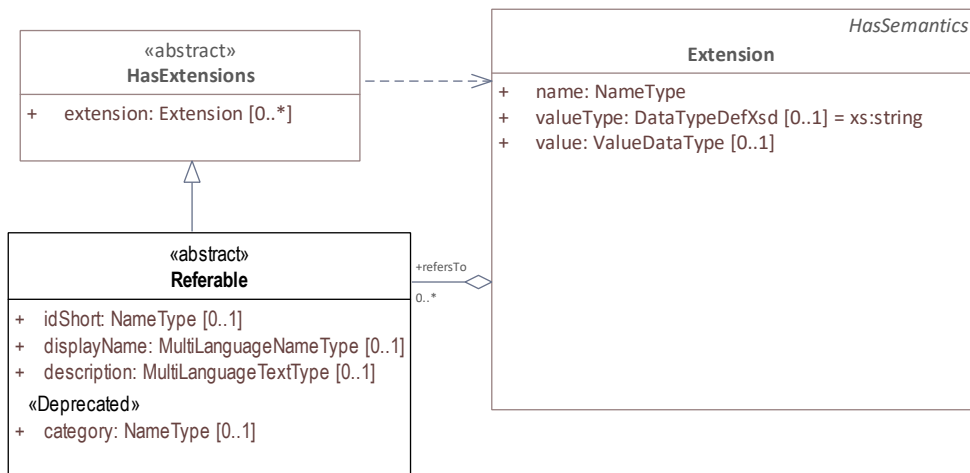 «abstract»
HasExtensions
+ extension: Extension [0..*]
HasSemantics
Extension
+ name: NameType
+ valueType: DataTypeDefXsd [0..1] = xs:string
+ value: ValueDataType [0..1]
«abstract»
Referable
+ idShort: NameType [0..1]
+ displayName: MultiLanguageNameType [0..1]
+ description: MultiLanguageTextType [0..1]
«Deprecated»
+ category: NameType [0..1]
+refersTo
0..*